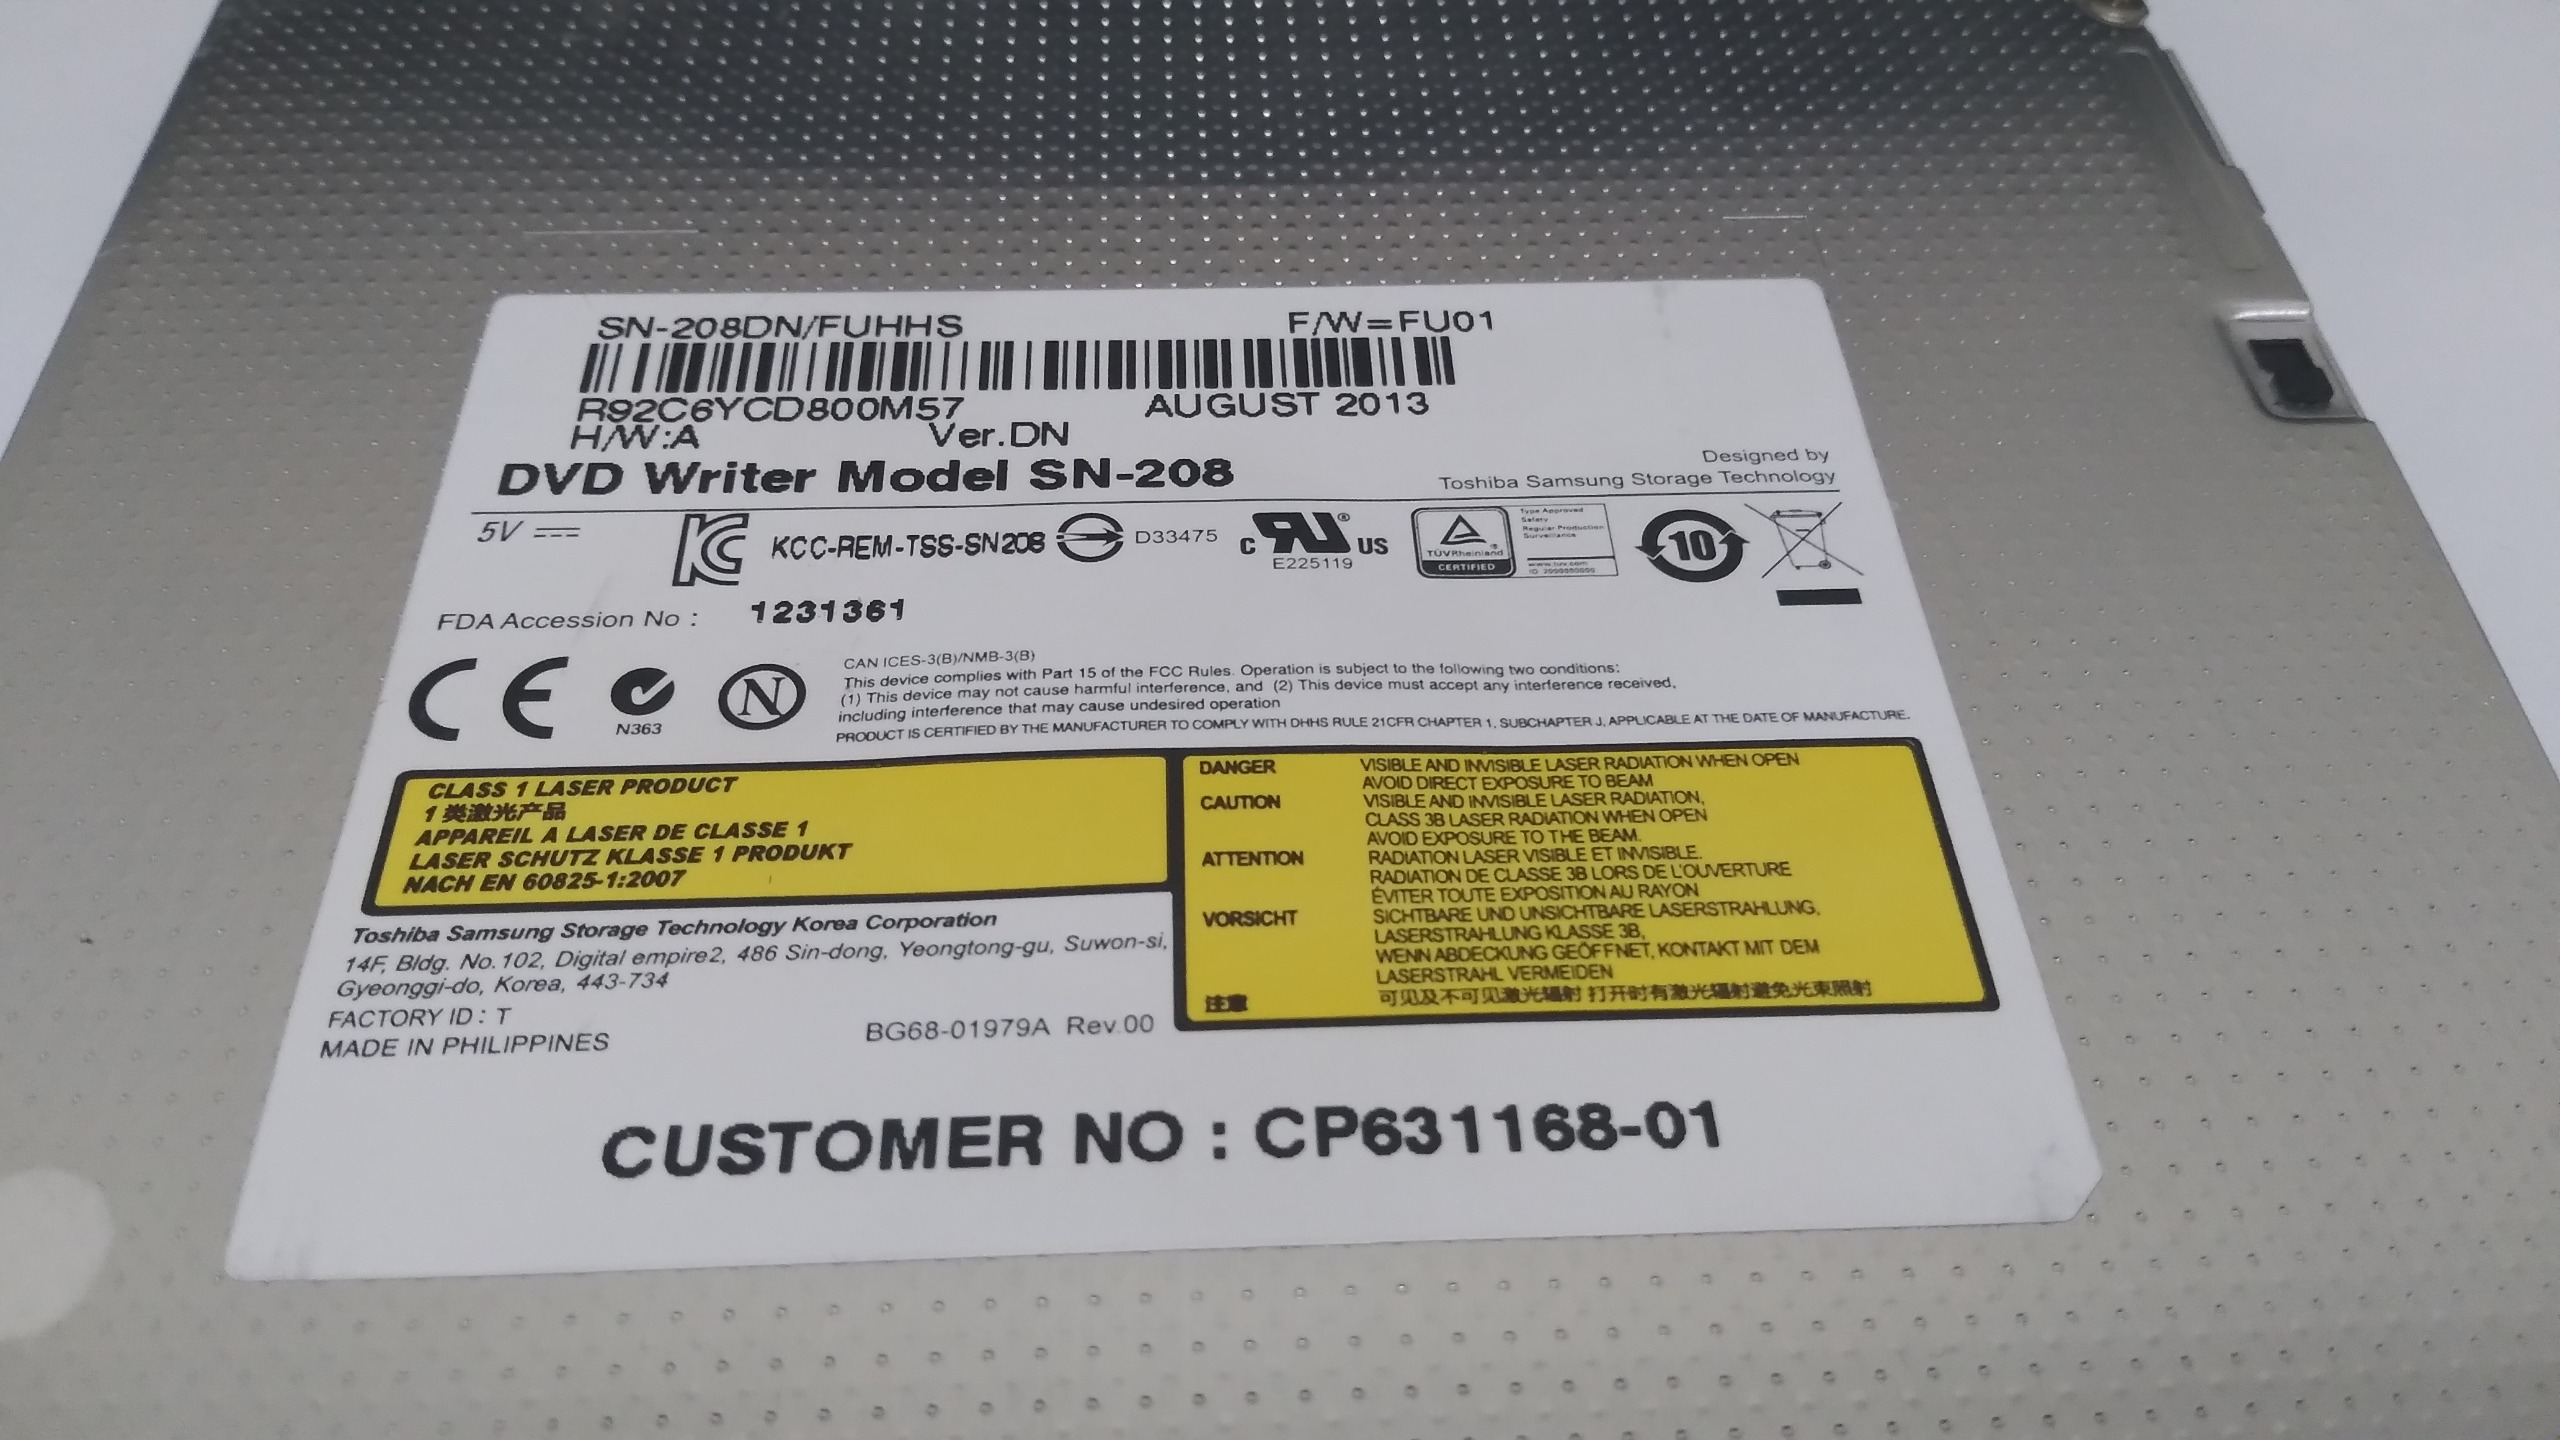 SN-208DN/FUHHS F/W=FU01
R92C6YCD800M57 AUGUST 2013
H/W:A Ver.DN
DVD Writer Model SN-208
Designed by
Toshiba Samsung Storage Technology
5V
KCC-REM-TSS-SN208
D33475
c RU US
E225119
TÜVRheinland
CERTIFIED
Type Approved
Safety
Regular Production
Surveillance
www.tuv.com
10
FDA Accession No : 1231361
CE
N363
N
CAN ICES-3(B)/NMB-3(B)
This device complies with Part 15 of the FCC Rules. Operation is subject to the following two conditions:
(1) This device may not cause harmful interference, and (2) This device must accept any interference received,
including interference that may cause undesired operation
PRODUCT IS CERTIFIED BY THE MANUFACTURER TO COMPLY WITH DHHS RULE 21CFR CHAPTER 1, SUBCHAPTER J, APPLICABLE AT THE DATE OF MANUFACTURE.
CLASS 1 LASER PRODUCT
1 类激光产品
APPAREIL A LASER DE CLASSE 1
LASER SCHUTZ KLASSE 1 PRODUKT
NACH EN 60825-1:2007
DANGER VISIBLE AND INVISIBLE LASER RADIATION WHEN OPEN
AVOID DIRECT EXPOSURE TO BEAM
CAUTION VISIBLE AND INVISIBLE LASER RADIATION,
CLASS 3B LASER RADIATION WHEN OPEN
AVOID EXPOSURE TO THE BEAM.
ATTENTION RADIATION LASER VISIBLE ET INVISIBLE.
RADIATION DE CLASSE 3B LORS DE L'OUVERTURE
ÉVITER TOUTE EXPOSITION AU RAYON
VORSICHT SICHTBARE UND UNSICHTBARE LASERSTRAHLUNG,
LASERSTRAHLUNG KLASSE 3B,
WENN ABDECKUNG GEÖFFNET, KONTAKT MIT DEM
LASERSTRAHL VERMEIDEN
注意 可见及不可见激光辐射 打开时有激光辐射避免光束照射
Toshiba Samsung Storage Technology Korea Corporation
14F, Bldg. No. 102, Digital empire2, 486 Sin-dong, Yeongtong-gu, Suwon-si,
Gyeonggi-do, Korea, 443-734
FACTORY ID : T
MADE IN PHILIPPINES
BG68-01979A Rev.00
CUSTOMER NO : CP631168-01